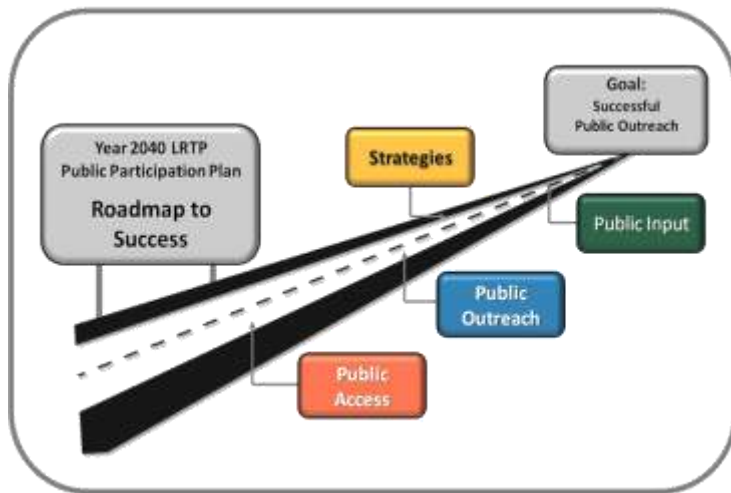 Year 2040 LRTP
Public Participation Plan
Roadmap to
Success
Goal:
Successful
Public Outreach
Strategies
Public Input
Public
Outreach
Public
Access